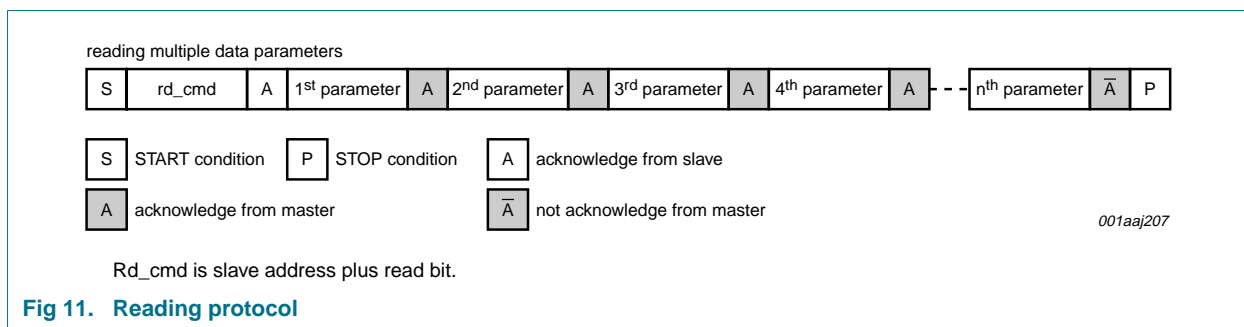 reading multiple data parameters
S rd_cmd A 1st parameter A 2nd parameter A 3rd parameter A 4th parameter A nth parameter A̅ P
S START condition P STOP condition A acknowledge from slave
A acknowledge from master A̅ not acknowledge from master
001aaj207
Rd_cmd is slave address plus read bit.
Fig 11. Reading protocol